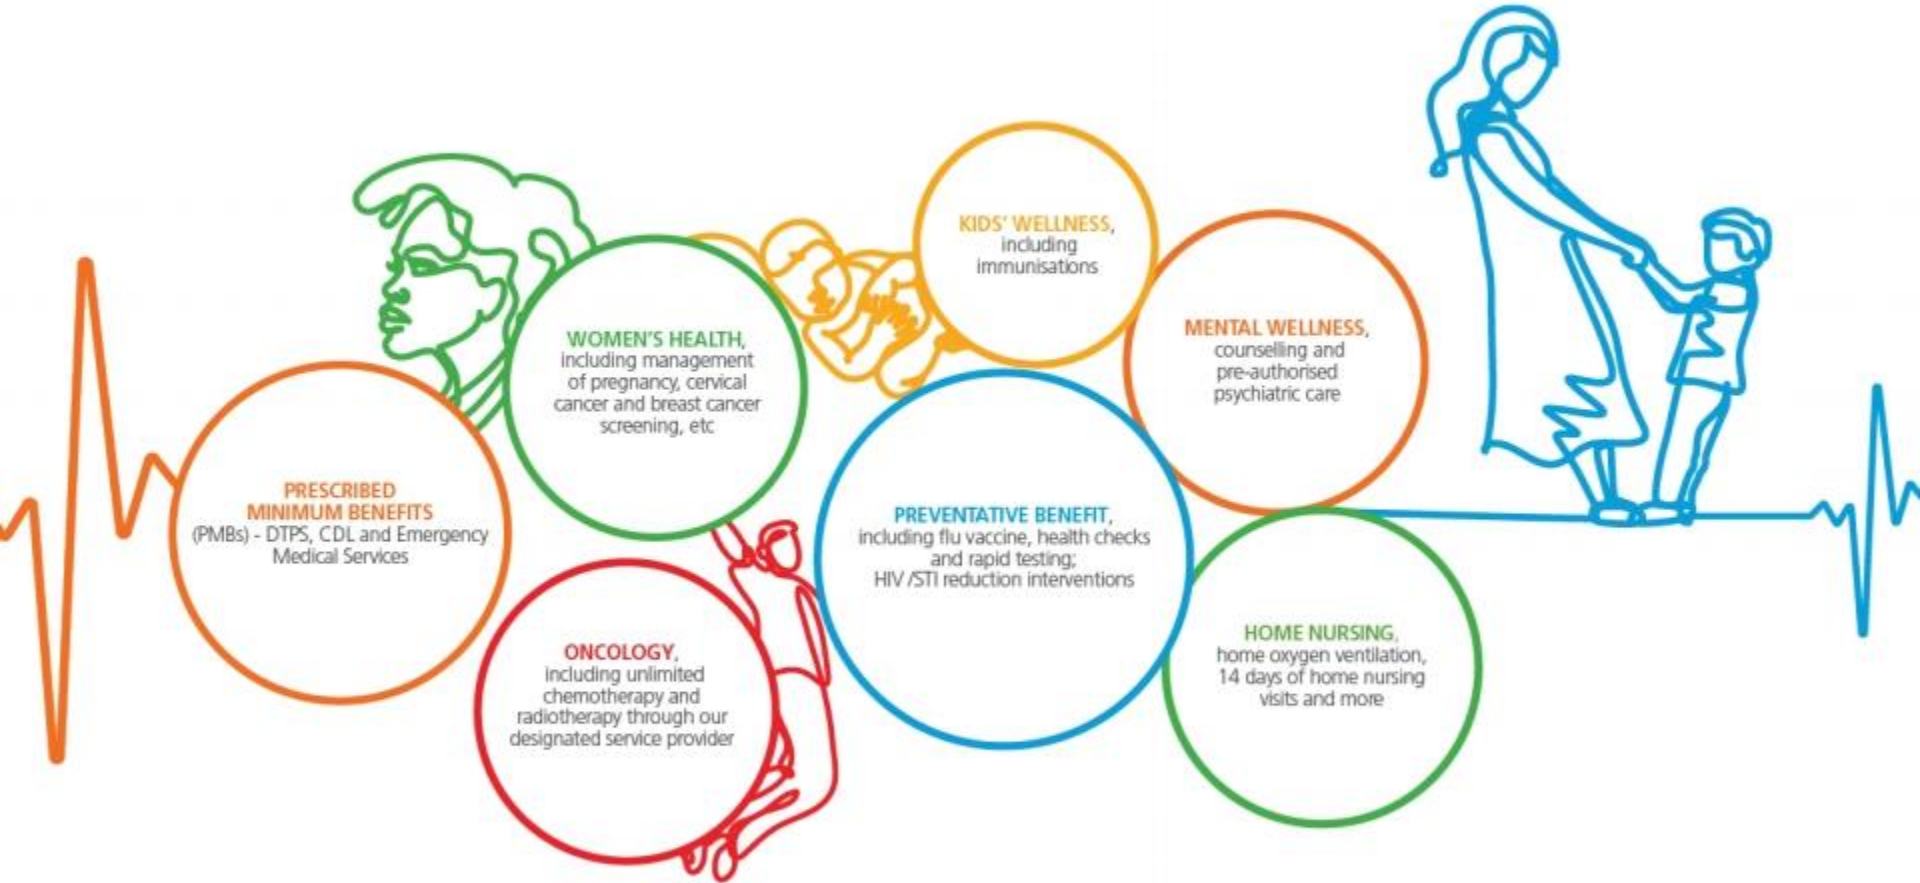 KIDS' WELLNESS,
including
immunisations
WOMEN'S HEALTH,
including management
of pregnancy, cervical
cancer and breast cancer
screening, etc
MENTAL WELLNESS,
counselling and
pre-authorised
psychiatric care
PRESCRIBED
MINIMUM BENEFITS
(PMBs) - DTPS, CDL and Emergency
Medical Services
PREVENTATIVE BENEFIT,
including flu vaccine, health checks
and rapid testing;
HIV /STI reduction interventions
ONCOLOGY,
including unlimited
chemotherapy and
radiotherapy through our
designated service provider
HOME NURSING,
home oxygen ventilation,
14 days of home nursing
visits and more